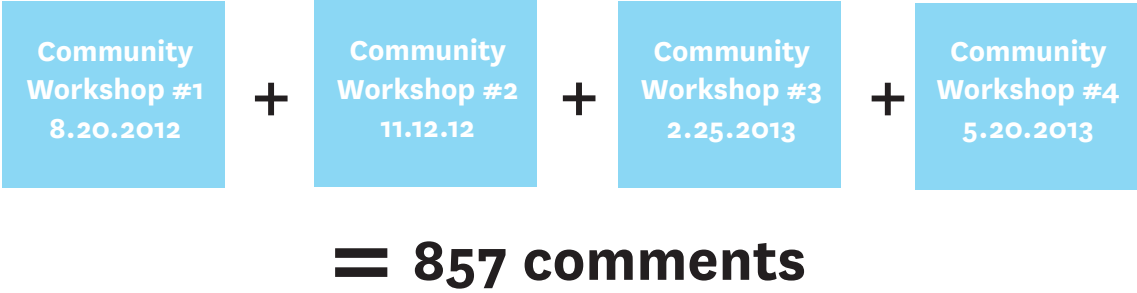 Community
Workshop #1
8.20.2012
+
Community
Workshop #2
11.12.12
+
Community
Workshop #3
2.25.2013
+
Community
Workshop #4
5.20.2013
= 857 comments